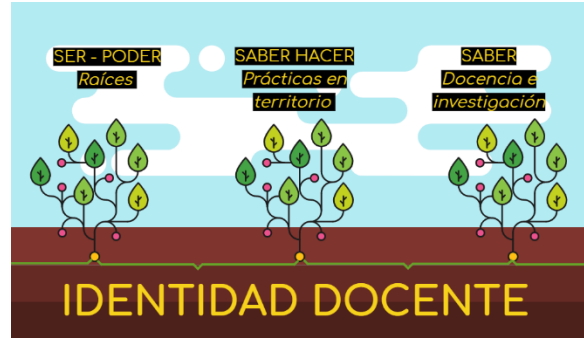 SER - PODER
Raíces
SABER HACER
Prácticas en
territorio
SABER
Docencia e
investigación
IDENTIDAD DOCENTE